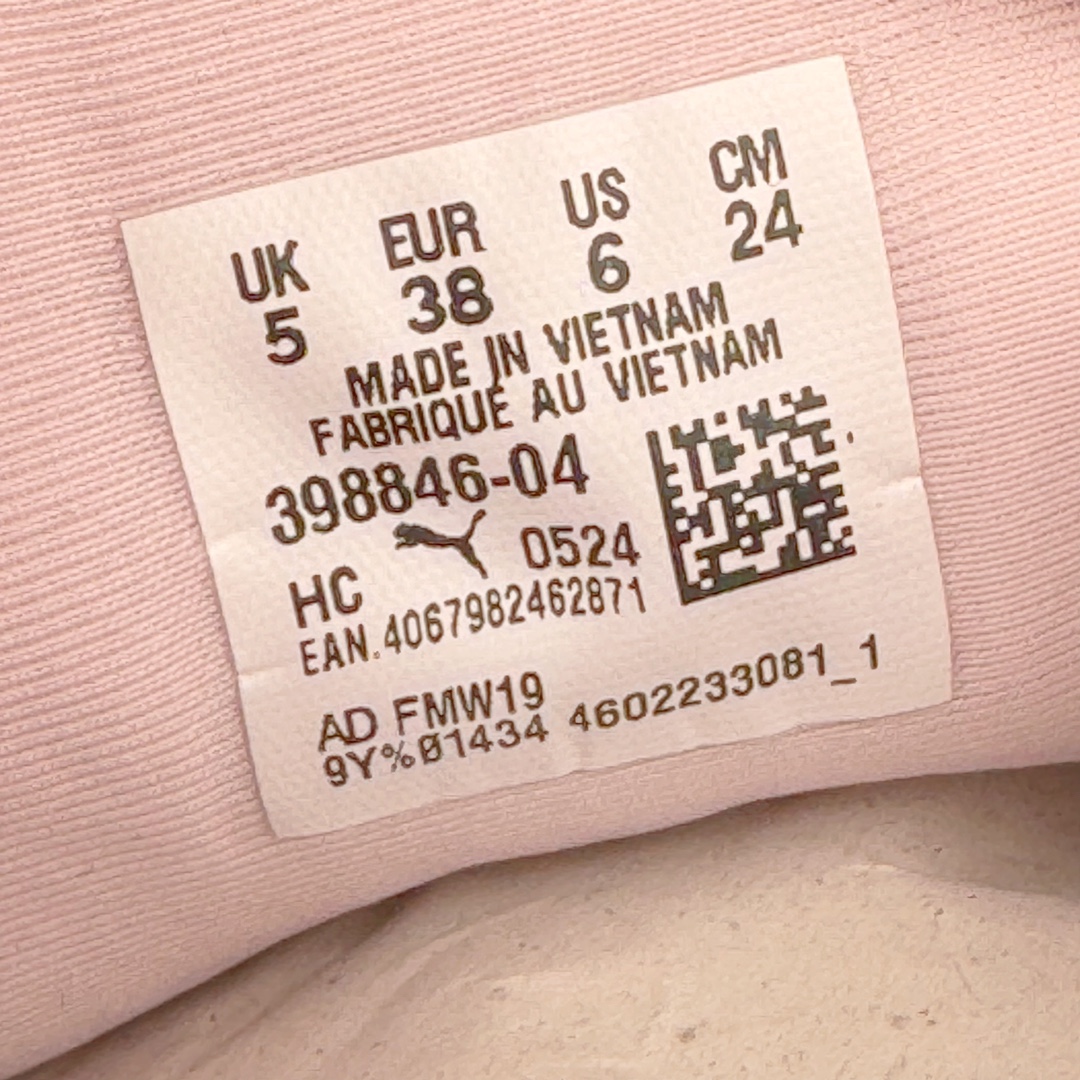 UK EUR US CM
5 38 6 24
MADE IN VIETNAM
FABRIQUÉ AU VIETNAM
398846-04
HC 0524
EAN.4067982462871
AD FMW19
9Y%01434 4602233081_1